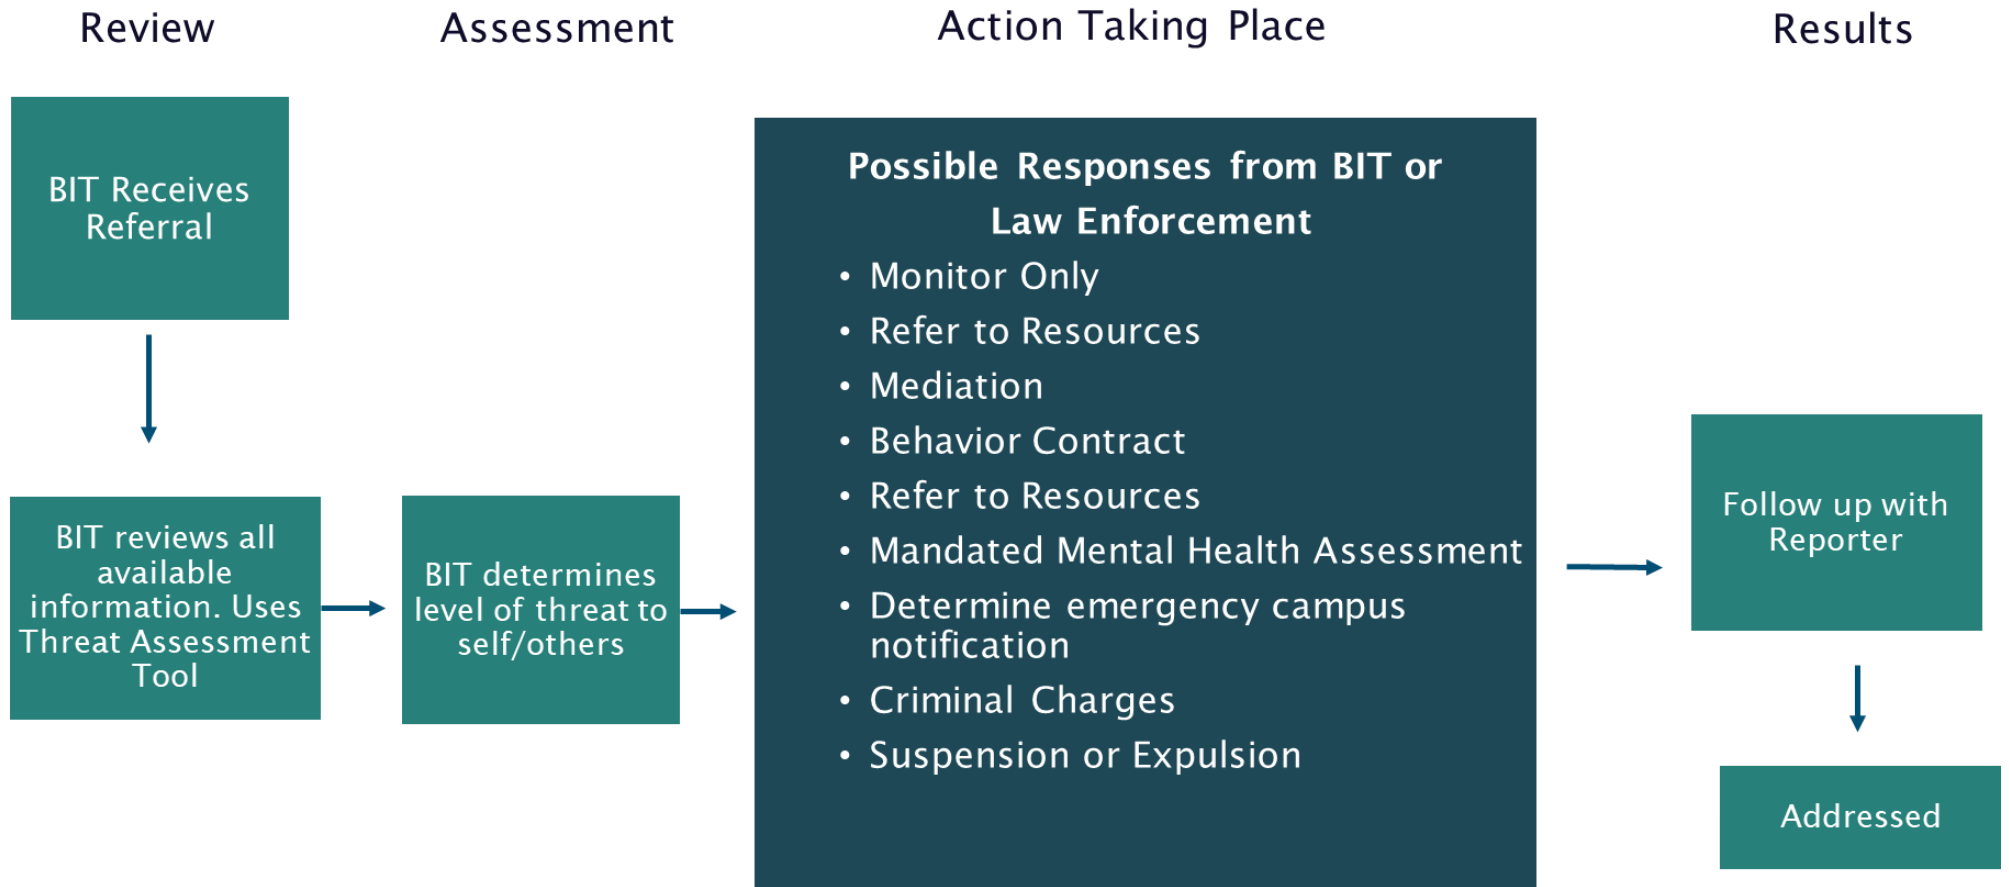 Review
Assessment
Action Taking Place
Results
BIT Receives
Referral
BIT reviews all
available
information. Uses
Threat Assessment
Tool
BIT determines
level of threat to
self/others
Possible Responses from BIT or
Law Enforcement
• Monitor Only
• Refer to Resources
• Mediation
• Behavior Contract
• Refer to Resources
• Mandated Mental Health Assessment
• Determine emergency campus
notification
• Criminal Charges
• Suspension or Expulsion
Follow up with
Reporter
Addressed